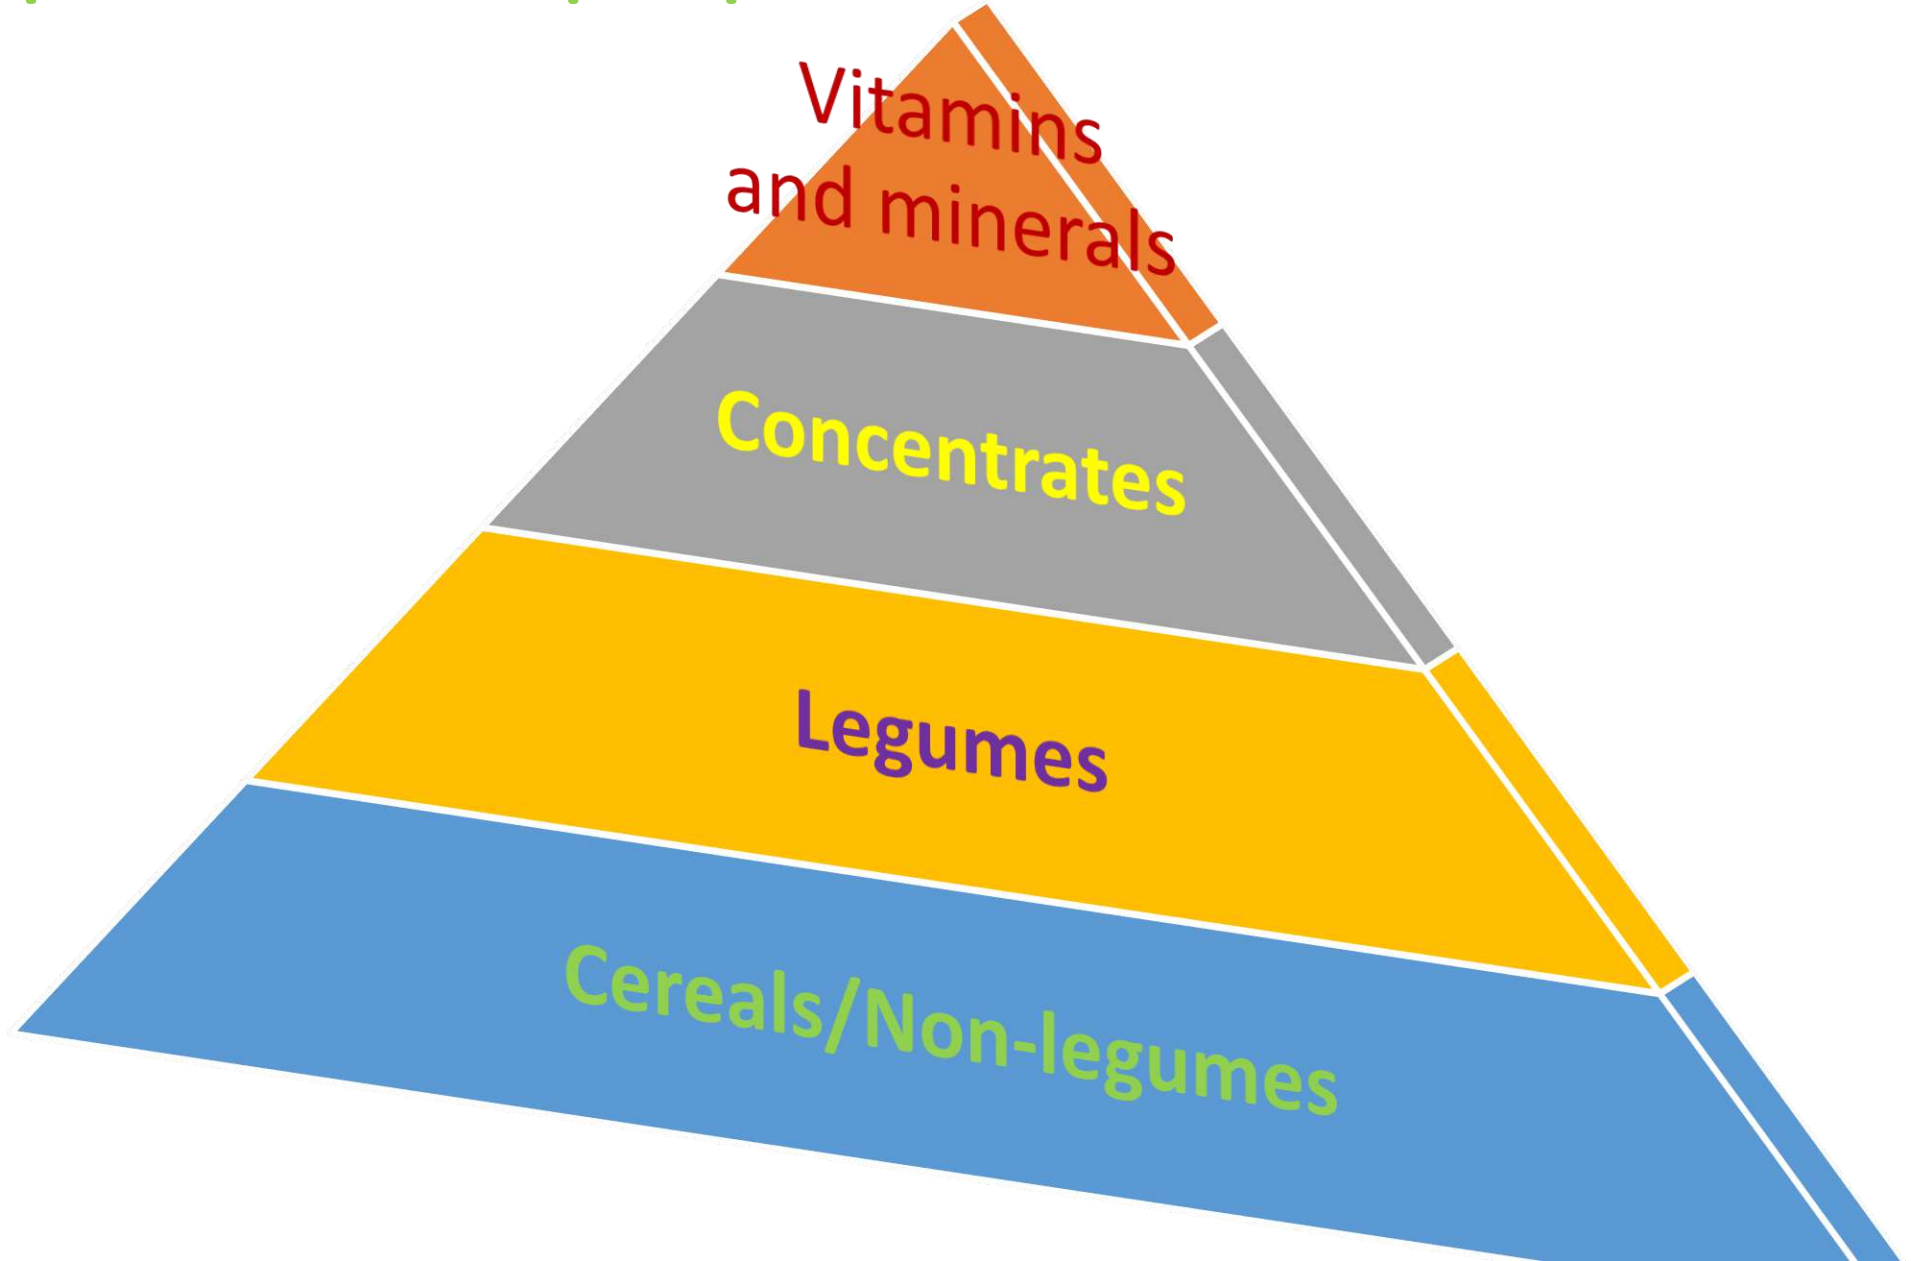 Vitamins
and minerals
Concentrates
Legumes
Cereals/Non-legumes